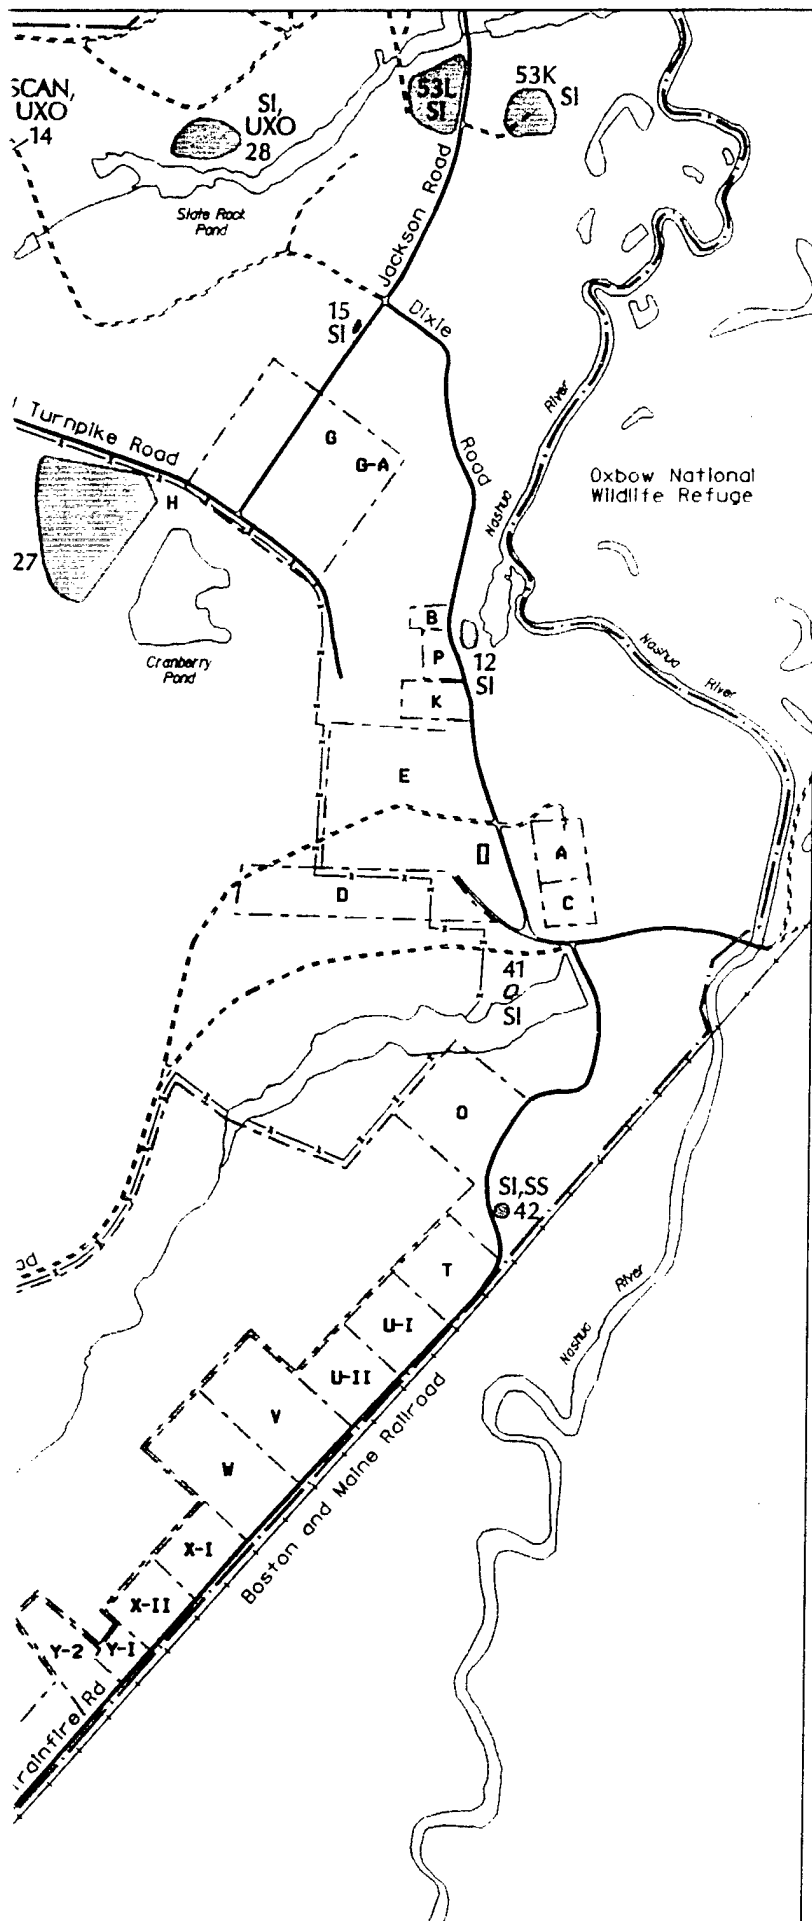 SCAN,
UXO
14
SI,
UXO
28
53L
SI
53K
SI
Slate Rock
Pond
Jackson Road
15
SI
Dixie
Road
River
Nashua
Turnpike Road
G
G-A
Oxbow National
Wildlife Refuge
H
27
Cranberry
Pond
B
P
12
SI
K
Nashua
River
E
A
D
C
41
SI
O
SI,SS
42
T
River
Nashua
U-I
U-II
V
W
Boston and Maine Railroad
X-I
X-II
Y-2
Y-I
rainfire/Rd